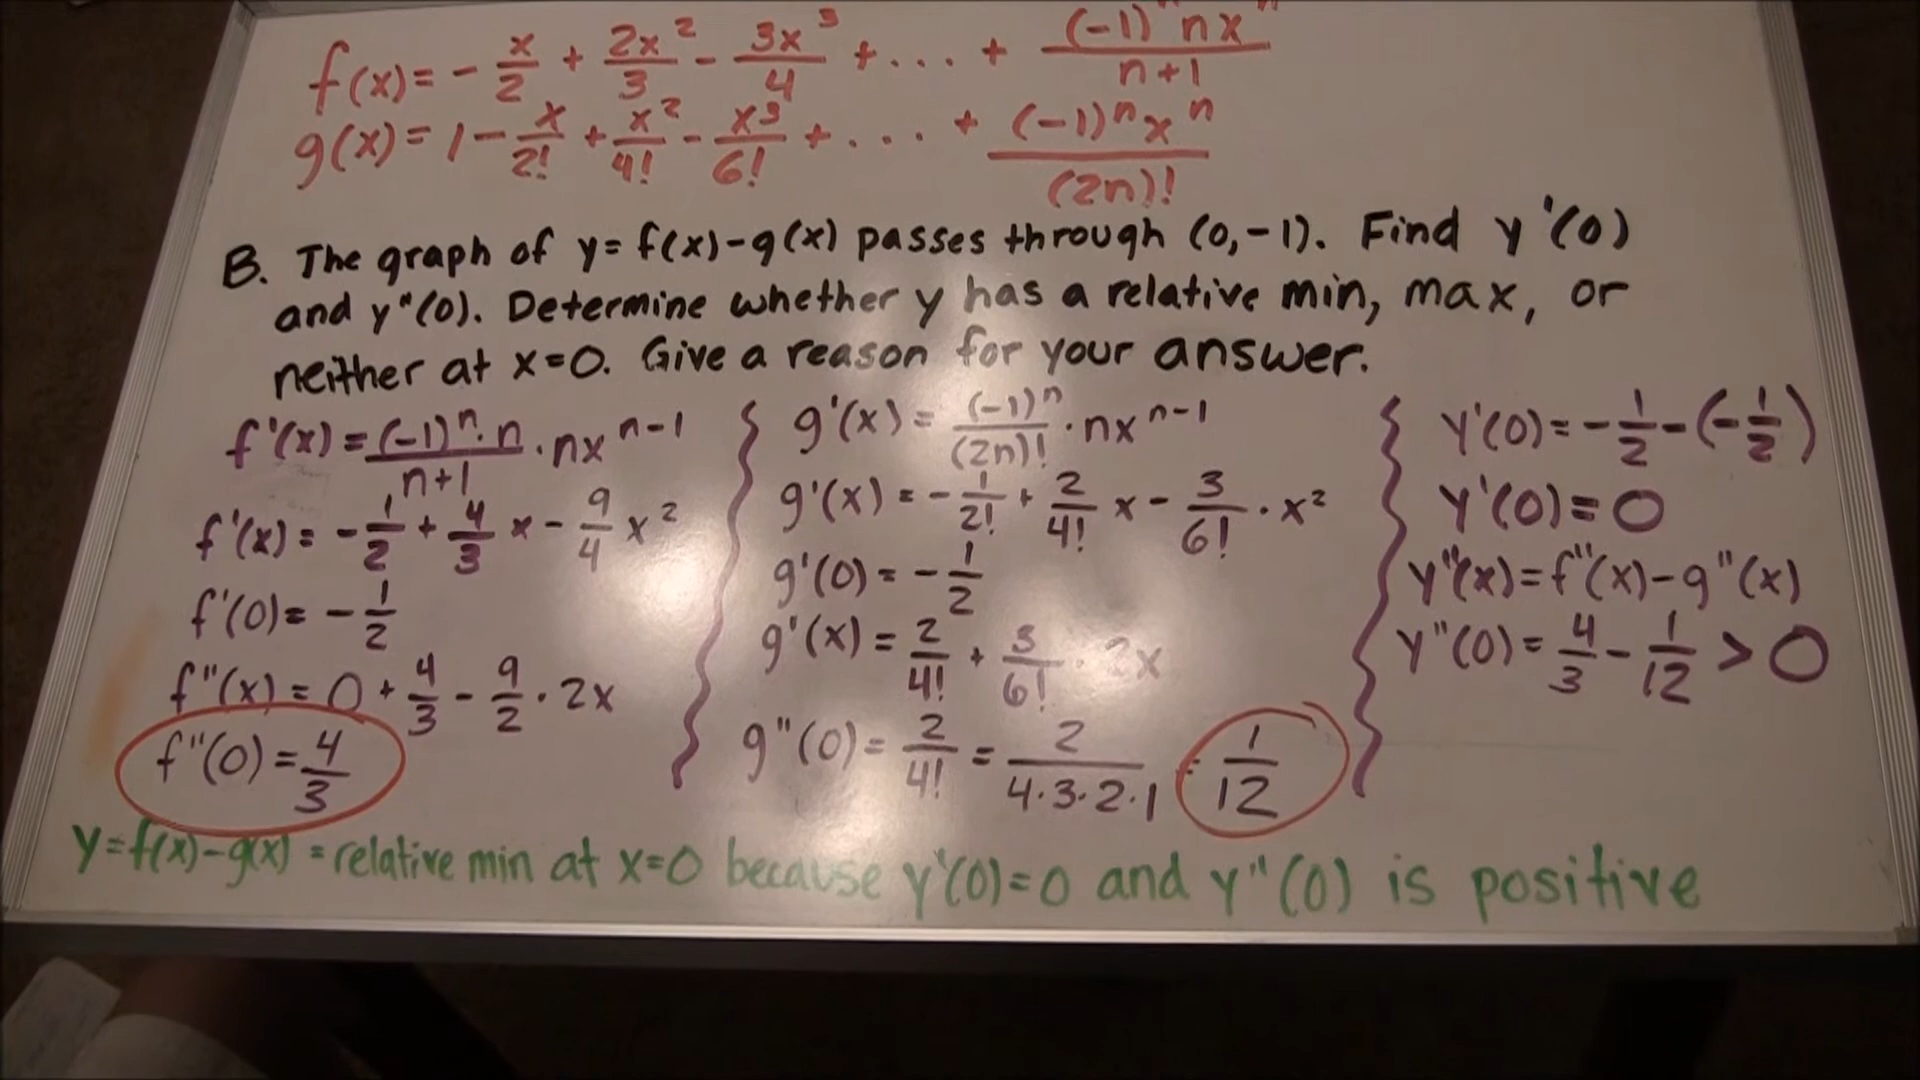 f(x) = - x/2 + 2x²/3 - 3x³/4 + . . . + (-1)ⁿ nxⁿ/n+1
g(x) = 1 - x/2! + x²/4! - x³/6! + . . . + (-1)ⁿ xⁿ/(2n)!
B. The graph of y = f(x) - g(x) passes through (0, -1). Find y'(0)
and y"(0). Determine whether y has a relative min, max, or
neither at x=0. Give a reason for your answer.
f'(x) = (-1)ⁿ · n/n+1 · nxⁿ⁻¹
f'(x) = - 1/2 + 4/3 x - 9/4 x²
f'(0) = - 1/2
f"(x) = 0 + 4/3 - 9/2 · 2x
f"(0) = 4/3
g'(x) = (-1)ⁿ/(2n)! · nxⁿ⁻¹
g'(x) = - 1/2! + 2/4! x - 3/6! · x²
g'(0) = - 1/2
g'(x) = 2/4! + 3/6! · 2x
g"(0) = 2/4! = 2/4·3·2·1 = 1/12
y'(0) = - 1/2 - (- 1/2)
y'(0) = 0
y"(x) = f"(x) - g"(x)
y"(0) = 4/3 - 1/12 > 0
y = f(x) - g(x) = relative min at x=0 because y'(0) = 0 and y"(0) is positive